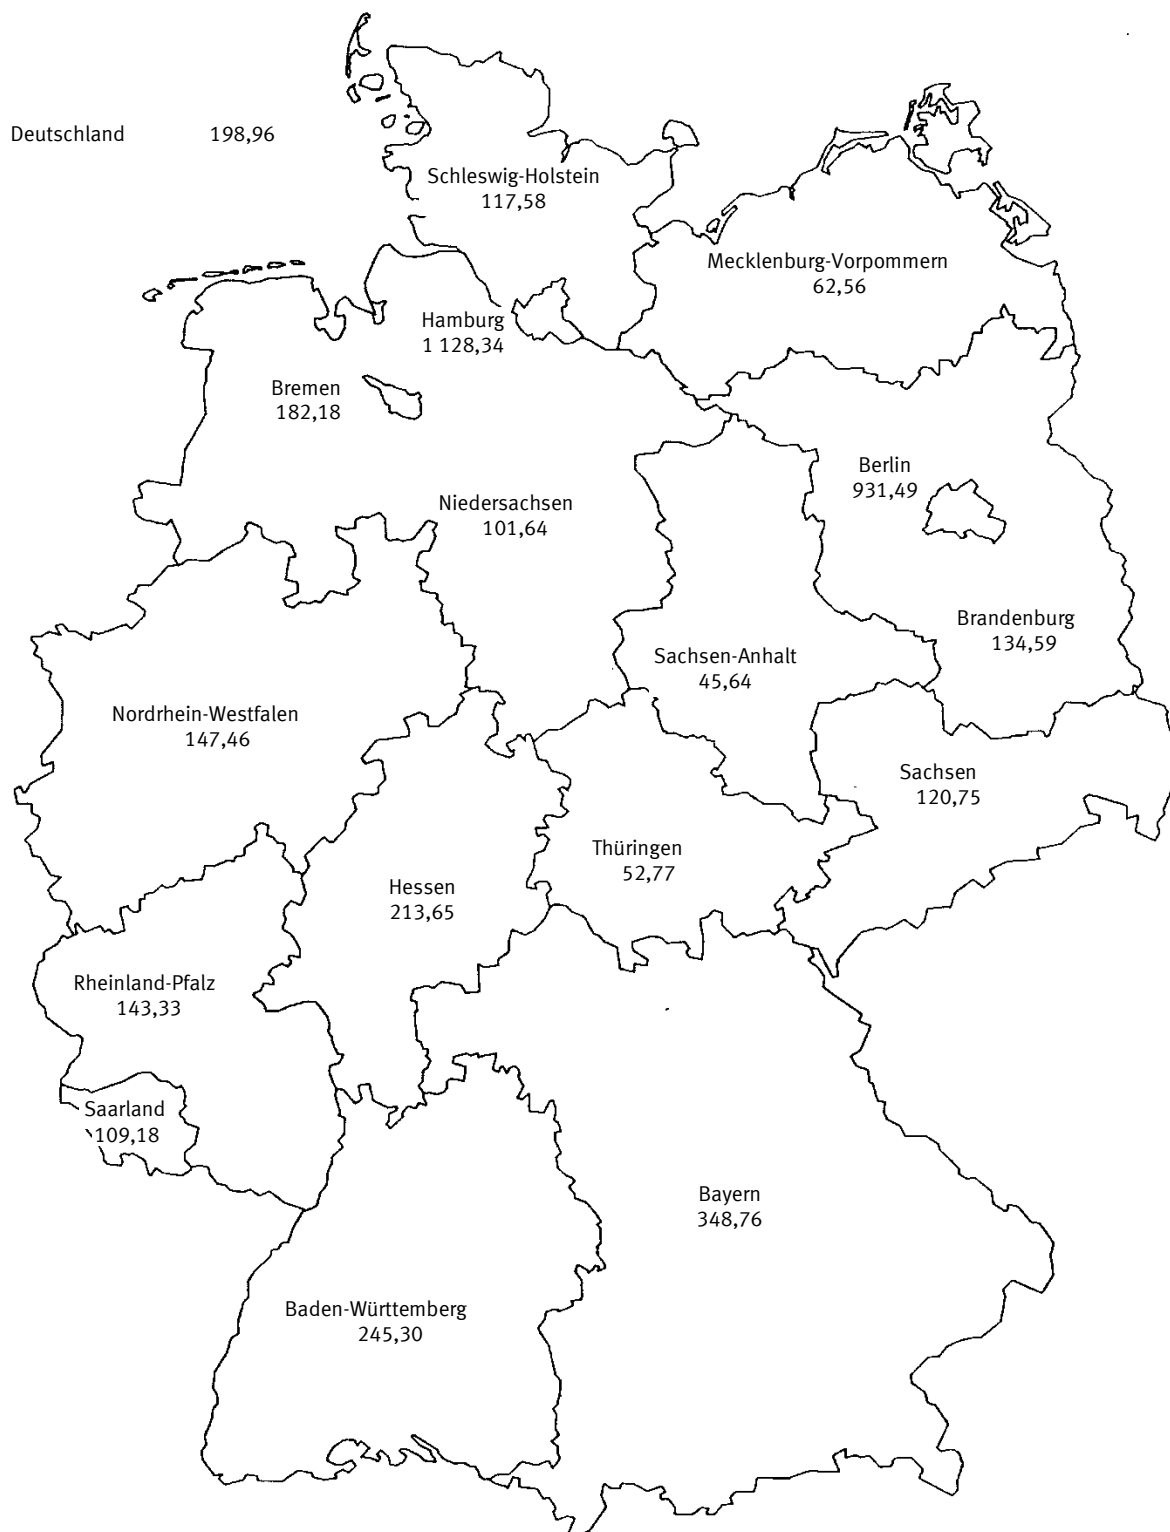 Deutschland 198,96
Schleswig-Holstein
117,58
Mecklenburg-Vorpommern
62,56
Hamburg
1 128,34
Bremen
182,18
Berlin
931,49
Niedersachsen
101,64
Brandenburg
134,59
Sachsen-Anhalt
45,64
Nordrhein-Westfalen
147,46
Sachsen
120,75
Thüringen
52,77
Hessen
213,65
Rheinland-Pfalz
143,33
Saarland
109,18
Bayern
348,76
Baden-Württemberg
245,30